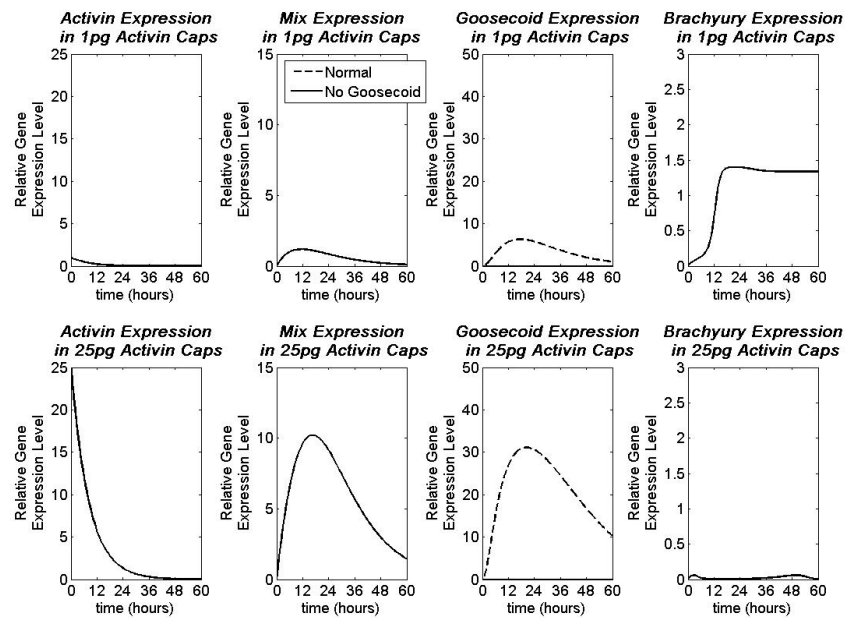 Activin Expression
in 1pg Activin Caps
Mix Expression
in 1pg Activin Caps
Goosecoid Expression
in 1pg Activin Caps
Brachyury Expression
in 1pg Activin Caps
Relative Gene
Expression Level
25
20
15
10
5
0
0 12 24 36 48 60
time (hours)
Relative Gene
Expression Level
15
10
5
0
Normal
No Goosecoid
0 12 24 36 48 60
time (hours)
Relative Gene
Expression Level
50
40
30
20
10
0
0 12 24 36 48 60
time (hours)
Relative Gene
Expression Level
3
2.5
2
1.5
1
0.5
0
0 12 24 36 48 60
time (hours)
Activin Expression
in 25pg Activin Caps
Mix Expression
in 25pg Activin Caps
Goosecoid Expression
in 25pg Activin Caps
Brachyury Expression
in 25pg Activin Caps
Relative Gene
Expression Level
25
20
15
10
5
0
0 12 24 36 48 60
time (hours)
Relative Gene
Expression Level
15
10
5
0
0 12 24 36 48 60
time (hours)
Relative Gene
Expression Level
50
40
30
20
10
0
0 12 24 36 48 60
time (hours)
Relative Gene
Expression Level
3
2.5
2
1.5
1
0.5
0
0 12 24 36 48 60
time (hours)